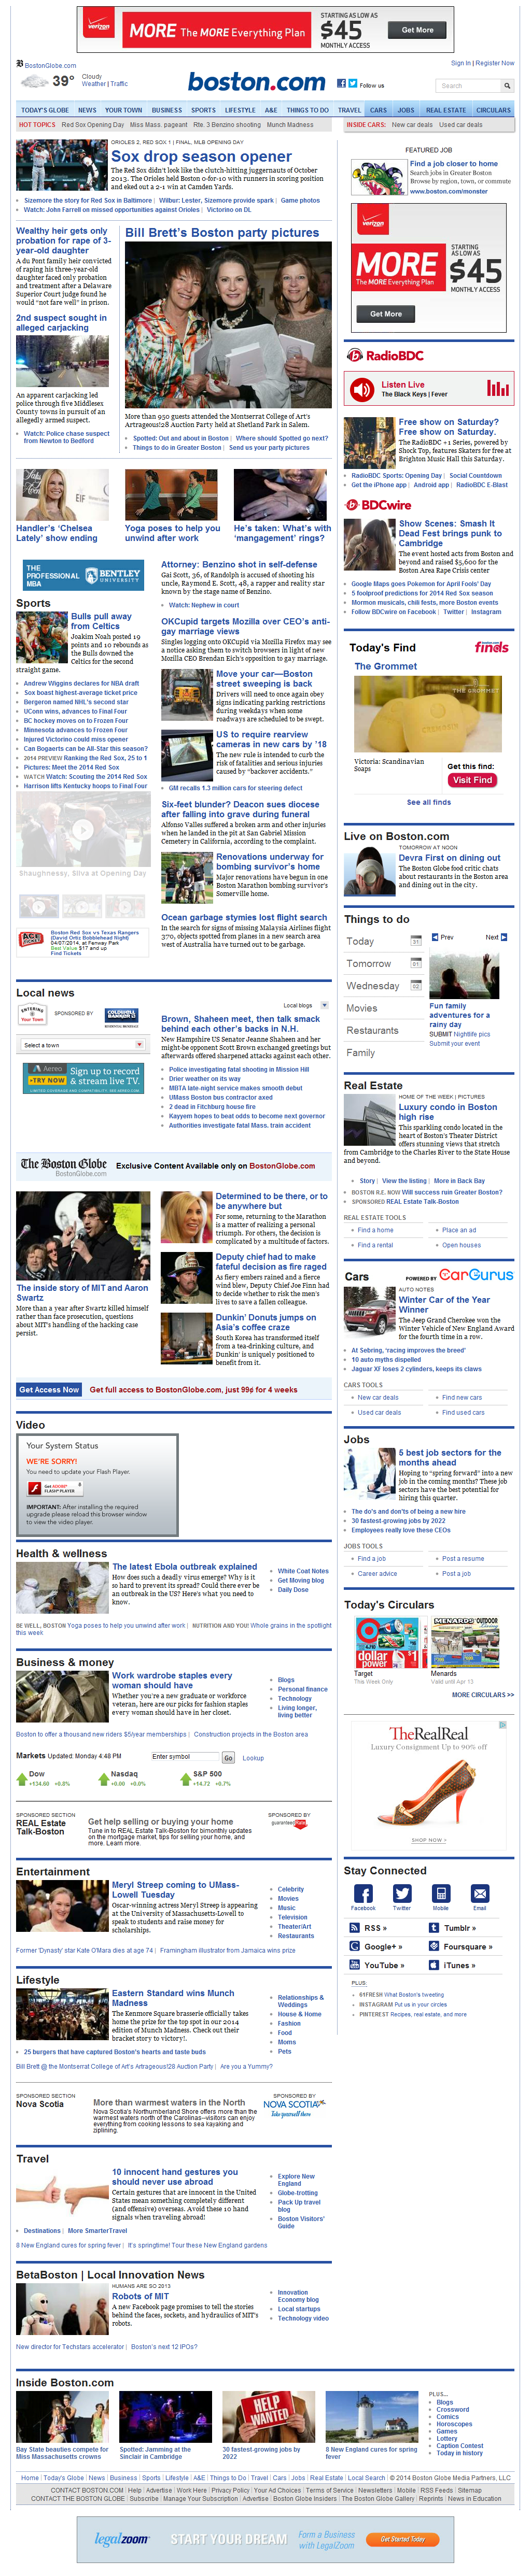 verizon
MORE THE MORE Everything Plan
STARTING AS LOW AS
$45
MONTHLY ACCESS
Get More
BostonGlobe.com
Sign In | Register Now
39° Cloudy
Weather | Traffic
boston.com
Follow us
Search
TODAY'S GLOBE NEWS YOUR TOWN BUSINESS SPORTS LIFESTYLE A&E THINGS TO DO TRAVEL CARS JOBS REAL ESTATE CIRCULARS
HOT TOPICS Red Sox Opening Day Miss Mass. pageant Rte. 3 Benzino shooting Munch Madness
INSIDE CARS: New car deals Used car deals
ORIOLES 2, RED SOX 1 | FINAL, MLB OPENING DAY
Sox drop season opener
The Red Sox didn't look like the clutch-hitting juggernauts of October
2013. The Orioles held Boston 0-for-10 with runners in scoring position
and eked out a 2-1 win at Camden Yards.
Sizemore the story for Red Sox in Baltimore | Wilbur: Lester, Sizemore provide spark | Game photos
Watch: John Farrell on missed opportunities against Orioles | Victorino on DL
Wealthy heir gets only
probation for rape of 3-
year-old daughter
A du Pont family heir convicted
of raping his three-year-old
daughter faced only probation
and treatment after a Delaware
Superior Court judge found he
would "not fare well" in prison.
2nd suspect sought in
alleged carjacking
An apparent carjacking led
police through five Middlesex
County towns in pursuit of an
allegedly armed suspect.
Watch: Police chase suspect
from Newton to Bedford
Bill Brett's Boston party pictures
More than 950 guests attended the Montserrat College of Art's
Artrageous!28 Auction Party held at Shetland Park in Salem.
Spotted: Out and about in Boston | Where should Spotted go next?
Things to do in Greater Boston | Send us your party pictures
Handler's 'Chelsea
Lately' show ending
Yoga poses to help you
unwind after work
He's taken: What's with
'mangagement' rings?
THE
PROFESSIONAL
MBA
BENTLEY
UNIVERSITY
Sports
Bulls pull away
from Celtics
Joakim Noah posted 19
points and 10 rebounds as
the Bulls downed the
Celtics for the second
straight game.
Andrew Wiggins declares for NBA draft
Sox boast highest-average ticket price
Bergeron named NHL's second star
UConn wins, advances to Final Four
BC hockey moves on to Frozen Four
Minnesota advances to Frozen Four
Injured Victorino could miss opener
Can Bogaerts can be All-Star this season?
2014 PREVIEW Ranking the Red Sox, 25 to 1
Pictures: Meet the 2014 Red Sox
WATCH Watch: Scouting the 2014 Red Sox
Harrison lifts Kentucky hoops to Final Four
Shaughnessy, Silva at Opening Day
ACE
Boston Red Sox vs Texas Rangers
(David Ortiz Bobblehead Night)
04/07/2014, at Fenway Park
Best Value $17 and up
Find Tickets
Attorney: Benzino shot in self-defense
Gai Scott, 36, of Randolph is accused of shooting his
uncle, Raymond E. Scott, 48, a rapper and reality star
known by the stage name of Benzino.
Watch: Nephew in court
OKCupid targets Mozilla over CEO's anti-
gay marriage views
Singles logging onto OKCupid via Mozilla Firefox may see
a notice asking them to switch browsers in light of new
Mozilla CEO Brendan Eich's opposition to gay marriage.
Move your car—Boston
street sweeping is back
Drivers will need to once again obey
signs indicating parking restrictions
during weekdays when some
roadways are scheduled to be swept.
US to require rearview
cameras in new cars by '18
The new rule is intended to curb the
risk of fatalities and serious injuries
caused by "backover accidents."
GM recalls 1.3 million cars for steering defect
Six-feet blunder? Deacon sues diocese
after falling into grave during funeral
Alfonso Valles suffered a broken arm and other injuries
when he landed in the pit at San Gabriel Mission
Cemetery in California, according to the complaint.
Renovations underway for
bombing survivor's home
Major renovations have begun in one
Boston Marathon bombing survivor's
Somerville home.
Ocean garbage stymies lost flight search
In the search for signs of missing Malaysia Airlines flight
370, objects spotted from planes in a new search area
west of Australia have turned out to be garbage.
FEATURED JOB
Find a job closer to home
Search jobs in Greater Boston
Browse by region, town, or commute
www.boston.com/monster
verizon
MORE
THE MORE Everything Plan
STARTING
AS LOW AS
$45
MONTHLY ACCESS
Get More
RadioBDC
Listen Live
The Black Keys | Fever
Free show on Saturday?
Free show on Saturday.
The RadioBDC +1 Series, powered by
Shock Top, features Skaters for free at
Brighton Music Hall this Saturday.
RadioBDC Sports: Opening Day | Social Countdown
Get the iPhone app | Android app | RadioBDC E-Blast
BDCwire
Show Scenes: Smash It
Dead Fest brings punk to
Cambridge
The event hosted acts from Boston and
beyond and raised $5,600 for the
Boston Area Rape Crisis center
Google Maps goes Pokemon for April Fools' Day
5 foolproof predictions for 2014 Red Sox season
Mormon musicals, chili fests, more Boston events
Follow BDCwire on Facebook | Twitter | Instagram
Today's Find
finds
The Grommet
THE GROMMET
Victoria: Scandinavian
Soaps
Get this find:
Visit Find
See all finds
Live on Boston.com
TOMORROW AT NOON
Devra First on dining out
The Boston Globe food critic chats
about restaurants in the Boston area
and dining out in the city.
Things to do
Today
Tomorrow
Wednesday
Movies
Restaurants
Family
Prev Next
Fun family
adventures for a
rainy day
SUBMIT Nightlife pics
Submit your event
Local news
ENTERING
Your Town
SPONSORED BY
COLDWELL BANKER
RESIDENTIAL BROKERAGE
Select a town
Aereo
TRY NOW
Sign up to record
& stream live TV.
Local blogs
Brown, Shaheen meet, then talk smack
behind each other's backs in N.H.
New Hampshire US Senator Jeanne Shaheen and her
might-be opponent Scott Brown exchanged greetings but
afterwards offered sharpened attacks against each other.
Police investigating fatal shooting in Mission Hill
Drier weather on its way
MBTA late-night service makes smooth debut
UMass Boston bus contractor axed
2 dead in Fitchburg house fire
Kayyem hopes to beat odds to become next governor
Authorities investigate fatal Mass. train accident
The Boston Globe
BostonGlobe.com
Exclusive Content Available only on BostonGlobe.com
The inside story of MIT and Aaron
Swartz
More than a year after Swartz killed himself
rather than face prosecution, questions
about MIT's handling of the hacking case
persist.
Determined to be there, or to
be anywhere but
For some, returning to the Marathon
is a matter of realizing a personal
triumph. For others, the decision is
complicated by a multitude of factors.
Deputy chief had to make
fateful decision as fire raged
As fiery embers rained and a fierce
wind blew, Deputy Chief Joe Finn had
to decide whether to risk the men's
lives to save a fallen colleague.
Dunkin' Donuts jumps on
Asia's coffee craze
South Korea has transformed itself
from a tea-drinking culture, and
Dunkin' is uniquely positioned to
benefit from it.
Get Access Now Get full access to BostonGlobe.com, just 99¢ for 4 weeks
Real Estate
HOME OF THE WEEK | PICTURES
Luxury condo in Boston
high rise
This sparkling condo located in the
heart of Boston's Theater District
offers stunning views that stretch
from Cambridge to the Charles River to the State House
and beyond.
Story | View the listing | More in Back Bay
BOSTON R.E. NOW Will success ruin Greater Boston?
SPONSORED REAL Estate Talk-Boston
REAL ESTATE TOOLS
Find a home Place an ad
Find a rental Open houses
Cars
POWERED BY CarGurus
AUTO NOTES
Winter Car of the Year
Winner
The Jeep Grand Cherokee won the
Winter Vehicle of New England Award
for the fourth time in a row.
At Sebring, 'racing improves the breed'
10 auto myths dispelled
Jaguar XF loses 2 cylinders, keeps its claws
CARS TOOLS
New car deals Find new cars
Used car deals Find used cars
Video
Your System Status
WE'RE SORRY!
You need to update your Flash Player.
Get ADOBE FLASH PLAYER
IMPORTANT: After installing the required
upgrade please reload this browser window
to view the video player.
Jobs
5 best job sectors for the
months ahead
Hoping to "spring forward" into a new
job in the coming months? These job
sectors have the best potential for
hiring this quarter.
The do's and don'ts of being a new hire
30 fastest-growing jobs by 2022
Employees really love these CEOs
JOBS TOOLS
Find a job Post a resume
Career advice Post a job
Health & wellness
The latest Ebola outbreak explained
How does such a deadly virus emerge? Why is it
so hard to prevent its spread? Could there ever be
an outbreak in the US? Here's what you need to
know.
White Coat Notes
Get Moving blog
Daily Dose
BE WELL, BOSTON Yoga poses to help you unwind after work | NUTRITION AND YOU! Whole grains in the spotlight
this week
Today's Circulars
dollar power $1
Target
This Week Only
MENARDS OUTDOOR
Menards
Valid until Apr 13
MORE CIRCULARS >>
Business & money
Work wardrobe staples every
woman should have
Whether you're a new graduate or workforce
veteran, here are our picks for fashion staples
every woman should have in her closet.
Blogs
Personal finance
Technology
Living longer,
living better
Boston to offer a thousand new riders $5/year memberships | Construction projects in the Boston area
Markets Updated: Monday 4:48 PM Enter symbol Go Lookup
Dow
+134.60 +0.8%
Nasdaq
+0.00 +0.0%
S&P 500
+14.72 +0.7%
SPONSORED SECTION
REAL Estate
Talk-Boston
Get help selling or buying your home
Tune in to REAL Estate Talk-Boston for bimonthly updates
on the mortgage market, tips for selling your home, and
more. Learn more.
SPONSORED BY
guaranteed Rate
TheRealReal
Luxury Consignment Up to 90% off
SHOP NOW >
Entertainment
Meryl Streep coming to UMass-
Lowell Tuesday
Oscar-winning actress Meryl Streep is appearing
at the University of Massachusetts-Lowell to
speak to students and raise money for
scholarships.
Celebrity
Movies
Music
Television
Theater/Art
Restaurants
Former 'Dynasty' star Kate O'Mara dies at age 74 | Framingham illustrator from Jamaica wins prize
Stay Connected
Facebook Twitter Mobile Email
RSS » Tumblr »
Google+ » Foursquare »
YouTube » iTunes »
PLUS:
61FRESH What Boston's tweeting
INSTAGRAM Put us in your circles
PINTEREST Recipes, real estate, and more
Lifestyle
Eastern Standard wins Munch
Madness
The Kenmore Square brasserie officially takes
home the prize for the top spot in our 2014
edition of Munch Madness. Check out their
bracket story to victory!.
Relationships &
Weddings
House & Home
Fashion
Food
Moms
Pets
25 burgers that have captured Boston's hearts and taste buds
Bill Brett @ the Montserrat College of Art's Artrageous!28 Auction Party | Are you a Yummy?
SPONSORED SECTION
Nova Scotia
More than warmest waters in the North
Nova Scotia's Northumberland Shore offers more than the
warmest waters north of the Carolinas--visitors can enjoy
everything from cooking lessons to sea kayaking and
ziplining.
SPONSORED BY
NOVA SCOTIA
Take yourself there
Travel
10 innocent hand gestures you
should never use abroad
Certain gestures that are innocent in the United
States mean something completely different
(and offensive) overseas. Avoid these 10 hand
signals when traveling abroad!
Explore New
England
Globe-trotting
Pack Up travel
blog
Boston Visitors'
Guide
Destinations | More SmarterTravel
8 New England cures for spring fever | It's springtime! Tour these New England gardens
BetaBoston | Local Innovation News
HUMANS ARE SO 2013
Robots of MIT
A new Facebook page promises to tell the stories
behind the faces, sockets, and hydraulics of MIT's
robots.
Innovation
Economy blog
Local startups
Technology video
New director for Techstars accelerator | Boston's next 12 IPOs?
Inside Boston.com
HELP WANTED
Bay State beauties compete for
Miss Massachusetts crowns
Spotted: Jamming at the
Sinclair in Cambridge
30 fastest-growing jobs by
2022
8 New England cures for spring
fever
PLUS...
Blogs
Crossword
Comics
Horoscopes
Games
Lottery
Caption Contest
Today in history
Home | Today's Globe | News | Business | Sports | Lifestyle | A&E | Things to Do | Travel | Cars | Jobs | Real Estate | Local Search | © 2014 Boston Globe Media Partners, LLC
CONTACT BOSTON.COM | Help | Advertise | Work Here | Privacy Policy | Your Ad Choices | Terms of Service | Newsletters | Mobile | RSS Feeds | Sitemap
CONTACT THE BOSTON GLOBE | Subscribe | Manage Your Subscription | Advertise | Boston Globe Insiders | The Boston Globe Gallery | Reprints | News in Education
legalzoom START YOUR DREAM Form a Business
with LegalZoom Get Started Today